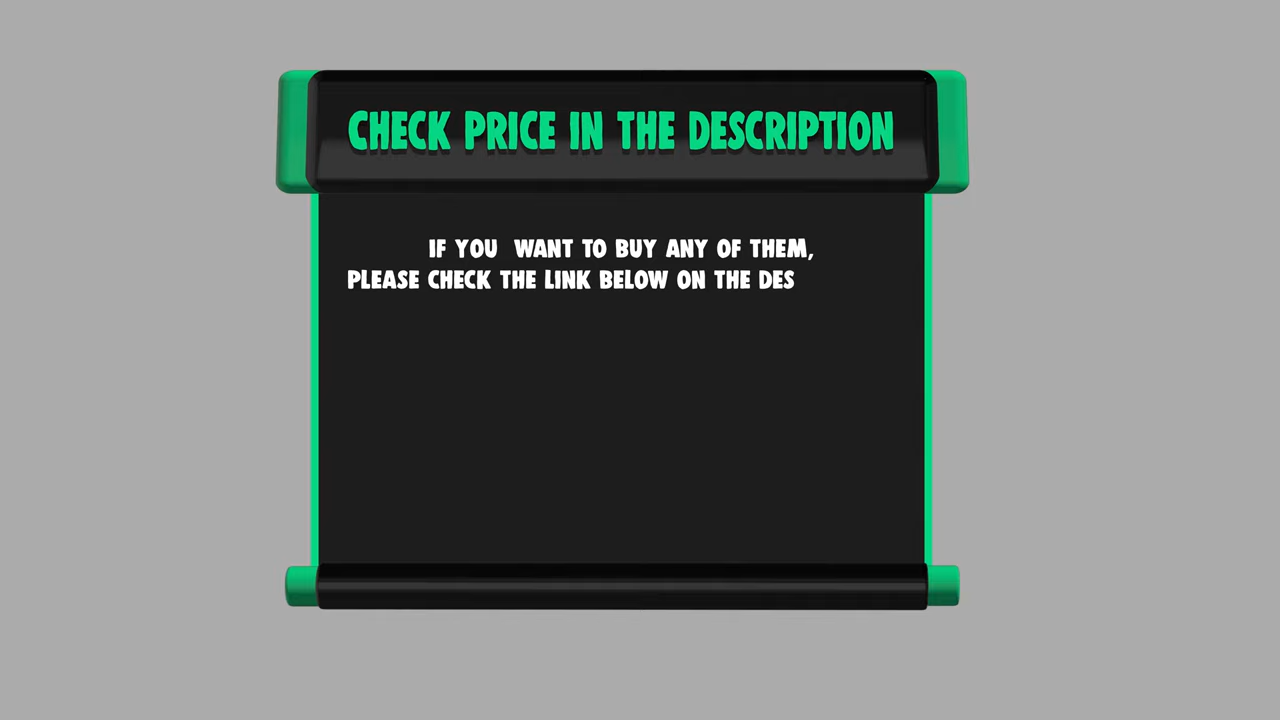 CHECK PRICE IN THE DESCRIPTION
IF YOU WANT TO BUY ANY OF THEM,
PLEASE CHECK THE LINK BELOW ON THE DES